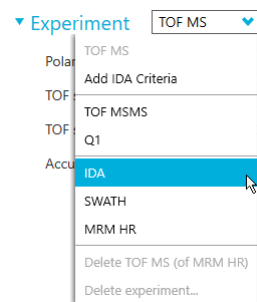 Experiment TOF MS
TOF MS
Add IDA Criteria
TOF MSMS
Q1
IDA
SWATH
MRM HR
Delete TOF MS (of MRM HR)
Delete experiment...
Polar
TOF
TOF
Accu